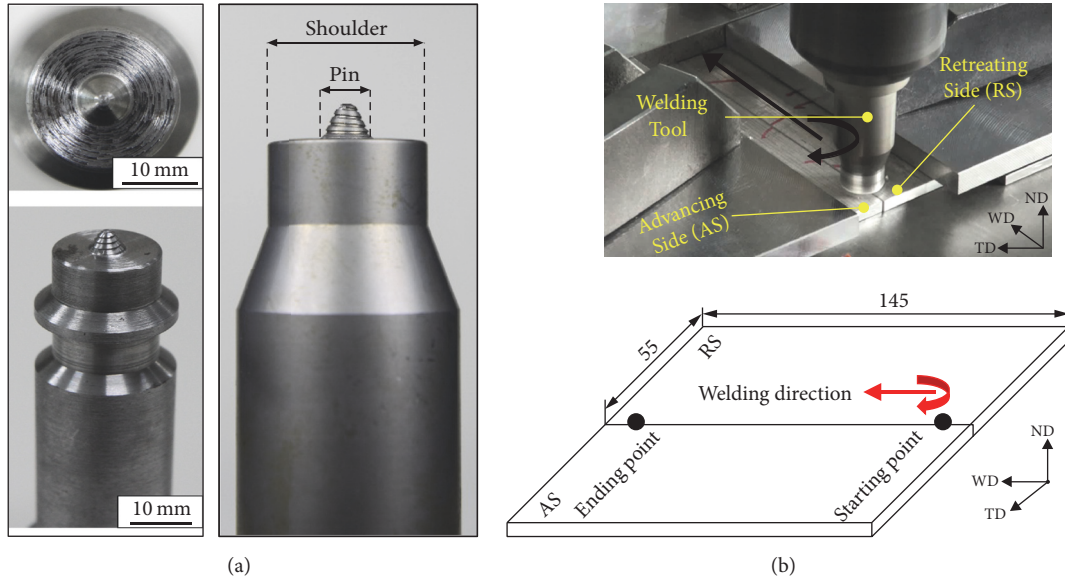 10 mm
10 mm
Shoulder
Pin
(a)
Welding
Tool
Retreating
Side (RS)
Advancing
Side (AS)
ND
WD
TD
145
55
RS
Welding direction
AS
Ending point
Starting point
ND
WD
TD
(b)